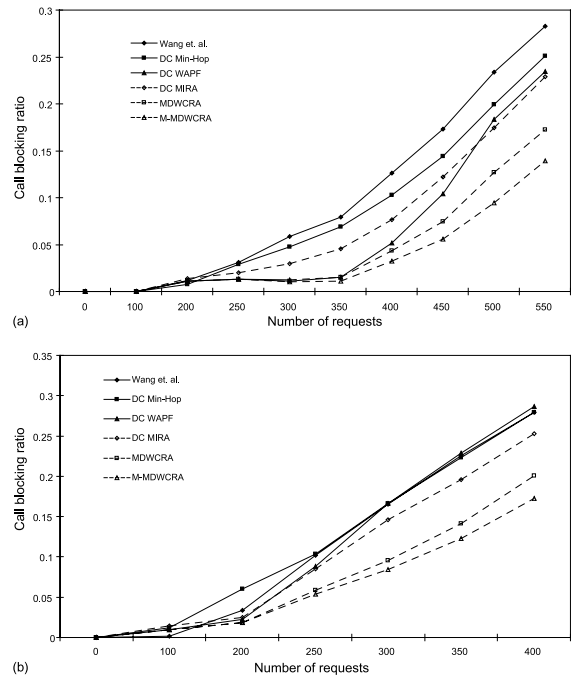 0.3
0.25
0.2
0.15
0.1
0.05
0
Call blocking ratio
Wang et. al.
DC Min-Hop
DC WAPF
DC MIRA
MDWCRA
M-MDWCRA
0 100 200 250 300 350 400 450 500 550
(a) Number of requests
0.35
0.3
0.25
0.2
0.15
0.1
0.05
0
Call blocking ratio
Wang et. al.
DC Min-Hop
DC WAPF
DC MIRA
MDWCRA
M-MDWCRA
0 100 200 250 300 350 400
(b) Number of requests